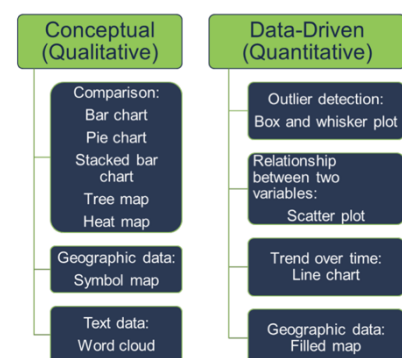 Conceptual
(Qualitative)
Comparison:
Bar chart
Pie chart
Stacked bar
chart
Tree map
Heat map
Geographic data:
Symbol map
Text data:
Word cloud
Data-Driven
(Quantitative)
Outlier detection:
Box and whisker plot
Relationship
between two
variables:
Scatter plot
Trend over time:
Line chart
Geographic data:
Filled map